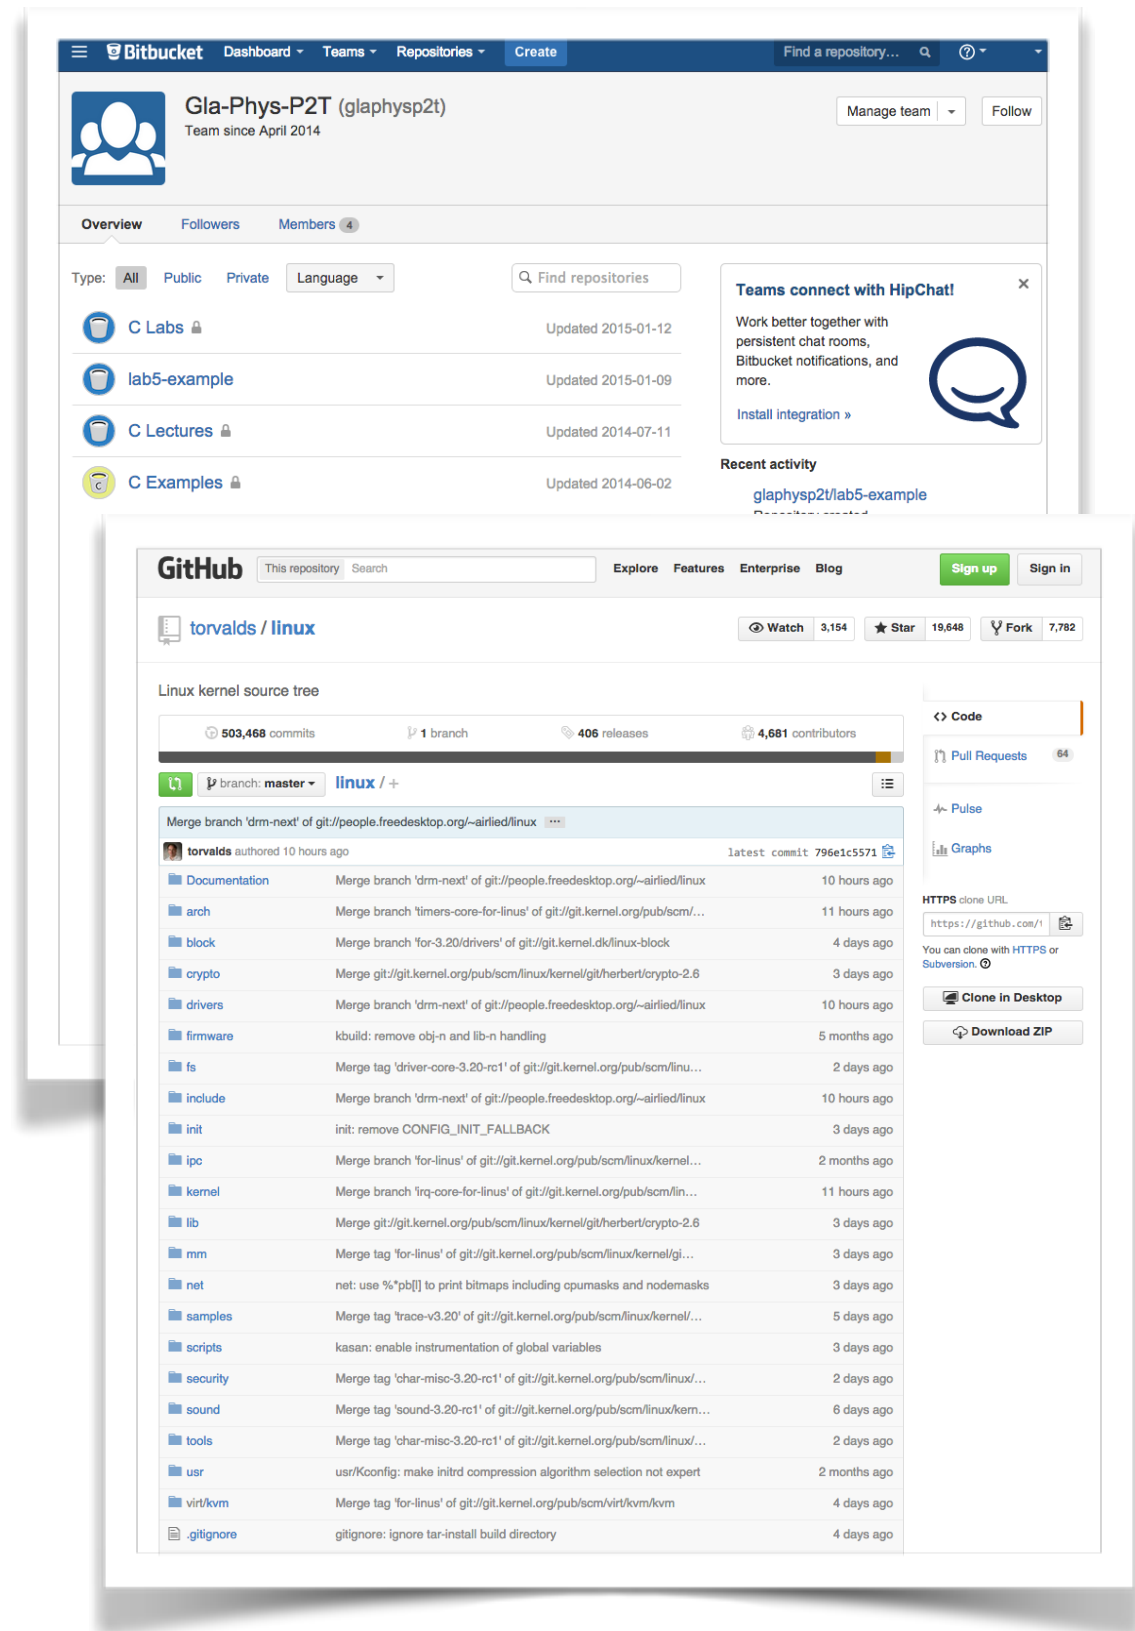 Bitbucket Dashboard Teams Repositories Create Find a repository...
Gla-Phys-P2T (glaphysp2t)
Team since April 2014
Manage team Follow
Overview Followers Members 4
Type: All Public Private Language Find repositories
C Labs Updated 2015-01-12
lab5-example Updated 2015-01-09
C Lectures Updated 2014-07-11
C Examples Updated 2014-06-02
Teams connect with HipChat!
Work better together with
persistent chat rooms,
Bitbucket notifications, and
more.
Install integration »
Recent activity
glaphysp2t/lab5-example
Repository created
GitHub This repository Search Explore Features Enterprise Blog Sign up Sign in
torvalds / linux Watch 3,154 Star 19,648 Fork 7,782
Linux kernel source tree
503,468 commits 1 branch 406 releases 4,681 contributors
branch: master linux / +
Merge branch 'drm-next' of git://people.freedesktop.org/~airlied/linux ...
torvalds authored 10 hours ago latest commit 796e1c5571
Documentation Merge branch 'drm-next' of git://people.freedesktop.org/~airlied/linux 10 hours ago
arch Merge branch 'timers-core-for-linus' of git://git.kernel.org/pub/scm/… 11 hours ago
block Merge branch 'for-3.20/drivers' of git://git.kernel.dk/linux-block 4 days ago
crypto Merge git://git.kernel.org/pub/scm/linux/kernel/git/herbert/crypto-2.6 3 days ago
drivers Merge branch 'drm-next' of git://people.freedesktop.org/~airlied/linux 10 hours ago
firmware kbuild: remove obj-n and lib-n handling 5 months ago
fs Merge tag 'driver-core-3.20-rc1' of git://git.kernel.org/pub/scm/linu… 2 days ago
include Merge branch 'drm-next' of git://people.freedesktop.org/~airlied/linux 10 hours ago
init init: remove CONFIG_INIT_FALLBACK 3 days ago
ipc Merge branch 'for-linus' of git://git.kernel.org/pub/scm/linux/kernel… 2 months ago
kernel Merge branch 'irq-core-for-linus' of git://git.kernel.org/pub/scm/lin… 11 hours ago
lib Merge git://git.kernel.org/pub/scm/linux/kernel/git/herbert/crypto-2.6 3 days ago
mm Merge tag 'for-linus' of git://git.kernel.org/pub/scm/linux/kernel/gi… 3 days ago
net net: use %*pb[l] to print bitmaps including cpumasks and nodemasks 3 days ago
samples Merge tag 'trace-v3.20' of git://git.kernel.org/pub/scm/linux/kernel/… 5 days ago
scripts kasan: enable instrumentation of global variables 3 days ago
security Merge tag 'char-misc-3.20-rc1' of git://git.kernel.org/pub/scm/linux/… 2 days ago
sound Merge tag 'sound-3.20-rc1' of git://git.kernel.org/pub/scm/linux/kern… 6 days ago
tools Merge tag 'char-misc-3.20-rc1' of git://git.kernel.org/pub/scm/linux/… 2 days ago
usr usr/Kconfig: make initrd compression algorithm selection not expert 2 months ago
virt/kvm Merge tag 'for-linus' of git://git.kernel.org/pub/scm/virt/kvm/kvm 4 days ago
.gitignore gitignore: ignore tar-install build directory 4 days ago
Code
Pull Requests 64
Pulse
Graphs
HTTPS clone URL
https://github.com/t
You can clone with HTTPS or
Subversion.
Clone in Desktop
Download ZIP